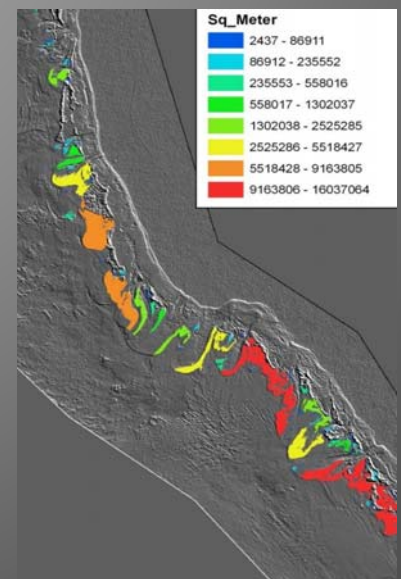 Sq_Meter
2437 - 86911
86912 - 235552
235553 - 558016
558017 - 1302037
1302038 - 2525285
2525286 - 5518427
5518428 - 9163805
9163806 - 16037064